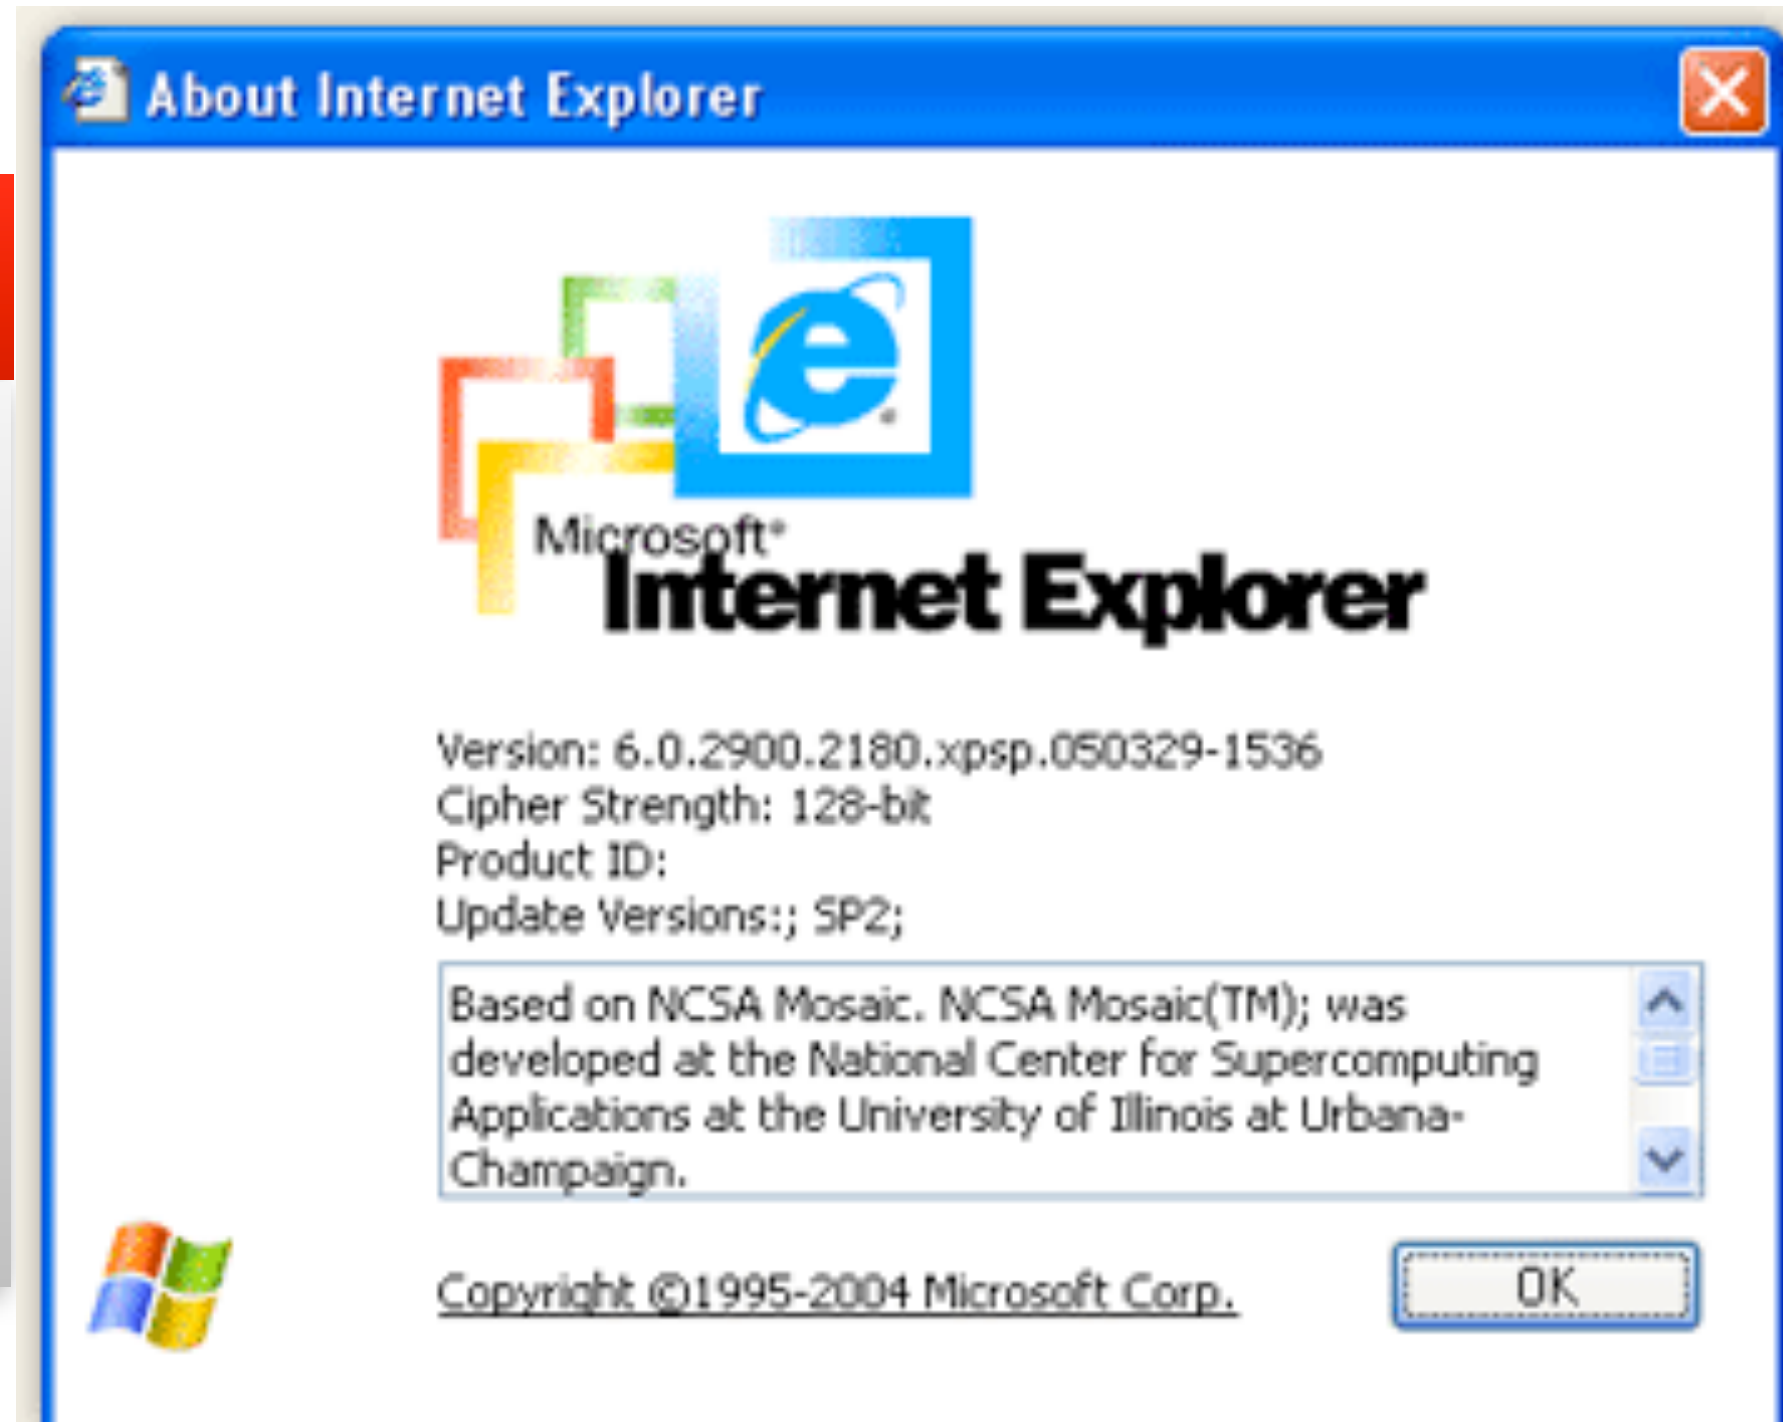 About Internet Explorer
Microsoft®
Internet Explorer
Version: 6.0.2900.2180.xpsp.050329-1536
Cipher Strength: 128-bit
Product ID:
Update Versions:; SP2;
Based on NCSA Mosaic. NCSA Mosaic(TM); was
developed at the National Center for Supercomputing
Applications at the University of Illinois at Urbana-
Champaign.
Copyright ©1995-2004 Microsoft Corp.
OK